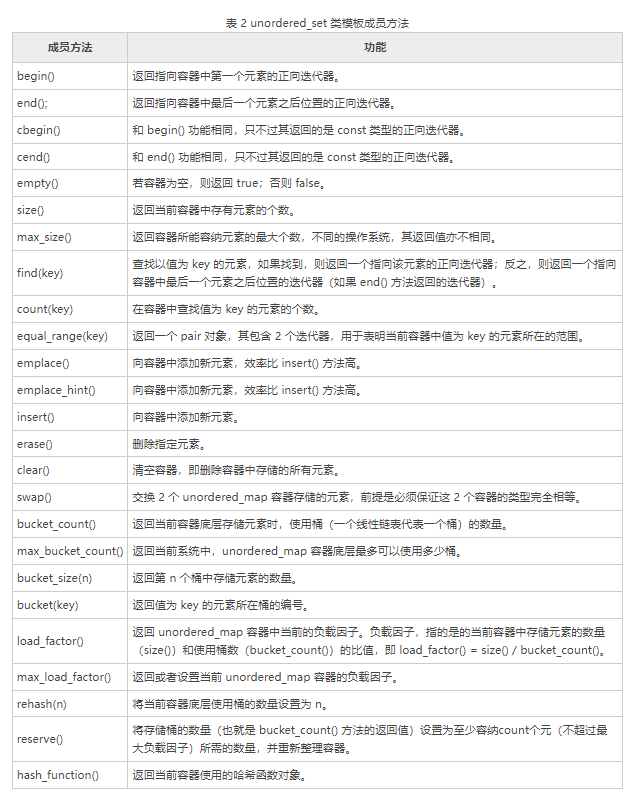 表 2 unordered_set 类模板成员方法
成员方法 功能
begin() 返回指向容器中第一个元素的正向迭代器。
end(); 返回指向容器中最后一个元素之后位置的正向迭代器。
cbegin() 和 begin() 功能相同，只不过其返回的是 const 类型的正向迭代器。
cend() 和 end() 功能相同，只不过其返回的是 const 类型的正向迭代器。
empty() 若容器为空，则返回 true；否则 false。
size() 返回当前容器中存有元素的个数。
max_size() 返回容器所能容纳元素的最大个数，不同的操作系统，其返回值亦不相同。
find(key) 查找以值为 key 的元素，如果找到，则返回一个指向该元素的正向迭代器；反之，则返回一个指向
容器中最后一个元素之后位置的迭代器（如果 end() 方法返回的迭代器）。
count(key) 在容器中查找值为 key 的元素的个数。
equal_range(key) 返回一个 pair 对象，其包含 2 个迭代器，用于表明当前容器中值为 key 的元素所在的范围。
emplace() 向容器中添加新元素，效率比 insert() 方法高。
emplace_hint() 向容器中添加新元素，效率比 insert() 方法高。
insert() 向容器中添加新元素。
erase() 删除指定元素。
clear() 清空容器，即删除容器中存储的所有元素。
swap() 交换 2 个 unordered_map 容器存储的元素，前提是必须保证这 2 个容器的类型完全相等。
bucket_count() 返回当前容器底层存储元素时，使用桶（一个线性链表代表一个桶）的数量。
max_bucket_count() 返回当前系统中，unordered_map 容器底层最多可以使用多少桶。
bucket_size(n) 返回第 n 个桶中存储元素的数量。
bucket(key) 返回值为 key 的元素所在桶的编号。
load_factor() 返回 unordered_map 容器中当前的负载因子。负载因子，指的是的当前容器中存储元素的数量
（size()）和使用桶数（bucket_count()）的比值，即 load_factor() = size() / bucket_count()。
max_load_factor() 返回或者设置当前 unordered_map 容器的负载因子。
rehash(n) 将当前容器底层使用桶的数量设置为 n。
reserve() 将存储桶的数量（也就是 bucket_count() 方法的返回值）设置为至少容纳count个元（不超过最
大负载因子）所需的数量，并重新整理容器。
hash_function() 返回当前容器使用的哈希函数对象。